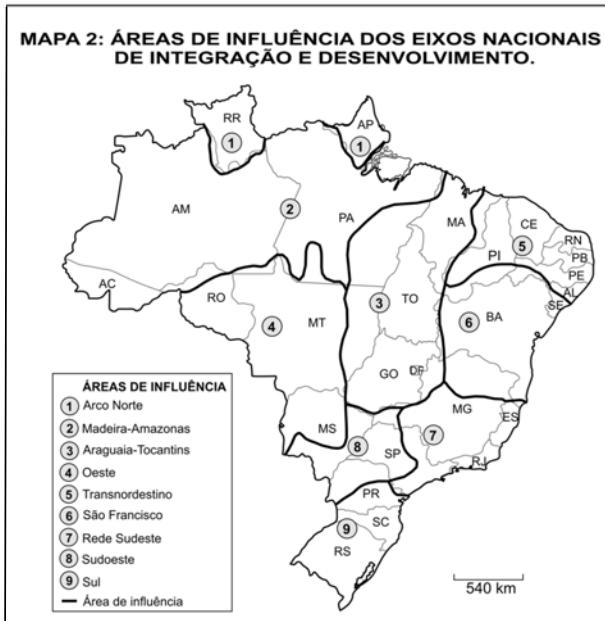 MAPA 2: ÁREAS DE INFLUÊNCIA DOS EIXOS NACIONAIS
DE INTEGRAÇÃO E DESENVOLVIMENTO.
RR
1
AP
1
AM
2
PA
MA
CE
5
RN
PB
PE
AL
SE
PI
AC
RO
4
MT
3
TO
6
BA
GO
DF
MS
MG
ES
7
RJ
8
SP
PR
SC
9
RS
ÁREAS DE INFLUÊNCIA
1 Arco Norte
2 Madeira-Amazonas
3 Araguaia-Tocantins
4 Oeste
5 Transnordestino
6 São Francisco
7 Rede Sudeste
8 Sudoeste
9 Sul
Área de influência
540 km